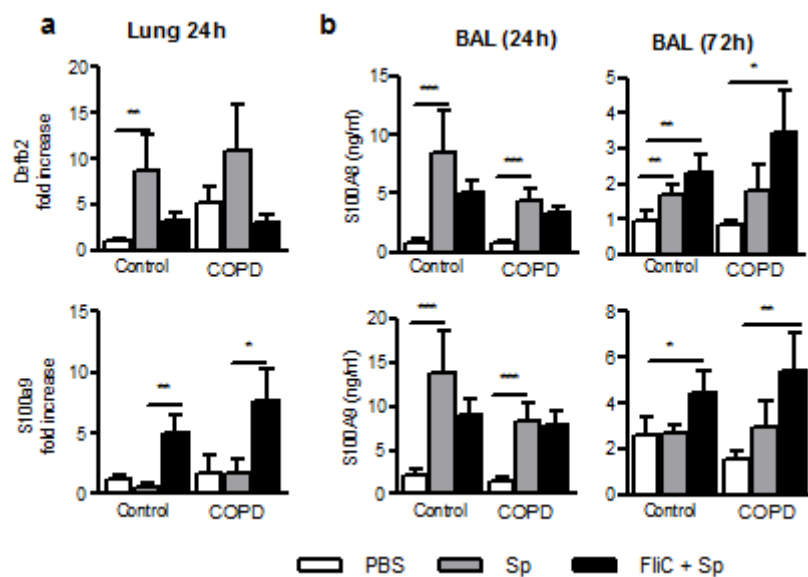 a
Lung 24h
b
BAL (24h)
BAL (72h)
Defb2
fold increase
20
15
10
5
0
**
Control
COPD
S100A8 (ng/ml)
15
10
5
0
***
***
Control
COPD
5
4
3
2
1
0
**
**
*
Control
COPD
S100a9
fold increase
15
10
5
0
**
*
Control
COPD
S100A9 (ng/ml)
20
15
10
5
0
***
***
Control
COPD
8
6
4
2
0
*
**
Control
COPD
PBS
Sp
FliC + Sp